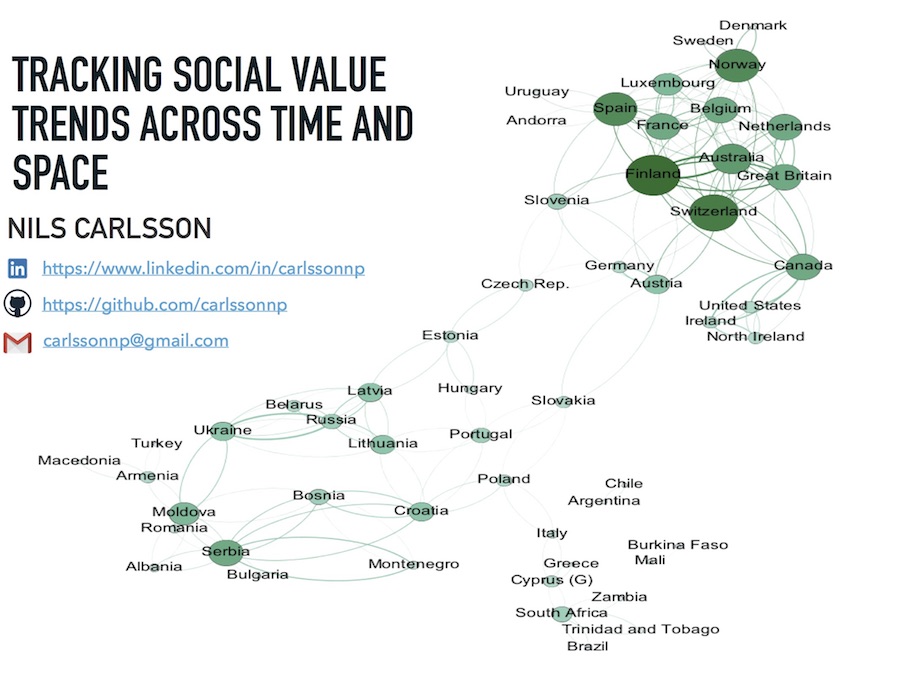 TRACKING SOCIAL VALUE
TRENDS ACROSS TIME AND
SPACE
NILS CARLSSON
in
https://www.linkedin.com/in/carlssonnp
https://github.com/carlssonnp
carlssonnp@gmail.com
Denmark
Sweden
Norway
Luxembourg
Uruguay
Spain
Belgium
Andorra
France
Netherlands
Australia
Finland
Great Britain
Slovenia
Switzerland
Germany
Canada
Czech Rep.
Austria
United States
Ireland
North Ireland
Estonia
Latvia
Hungary
Belarus
Slovakia
Russia
Ukraine
Turkey
Lithuania
Portugal
Macedonia
Armenia
Poland
Chile
Bosnia
Argentina
Moldova
Croatia
Romania
Italy
Serbia
Burkina Faso
Mali
Albania
Bulgaria
Montenegro
Greece
Cyprus (G)
Zambia
South Africa
Trinidad and Tobago
Brazil